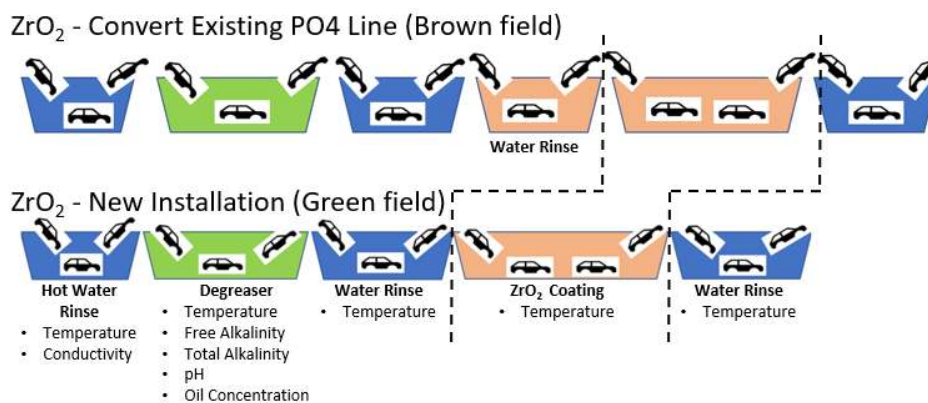 ZrO₂ - Convert Existing PO4 Line (Brown field)
Water Rinse
ZrO₂ - New Installation (Green field)
Hot Water
Rinse
• Temperature
• Conductivity
Degreaser
• Temperature
• Free Alkalinity
• Total Alkalinity
• pH
• Oil Concentration
Water Rinse
• Temperature
ZrO₂ Coating
• Temperature
Water Rinse
• Temperature